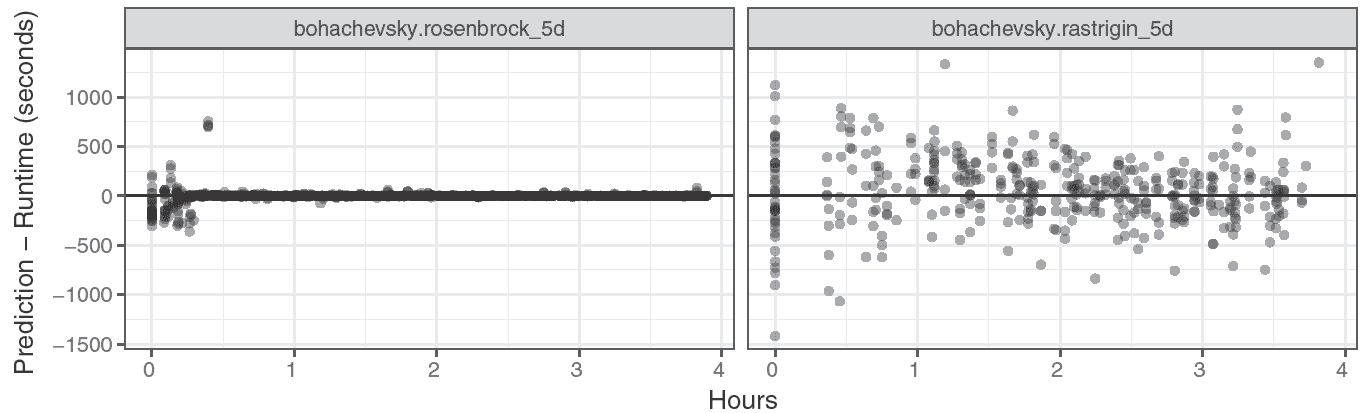 bohachevsky.rosenbrock_5d
bohachevsky.rastrigin_5d
Prediction − Runtime (seconds)
1000
500
0
−500
−1000
−1500
0 1 2 3 4
0 1 2 3 4
Hours